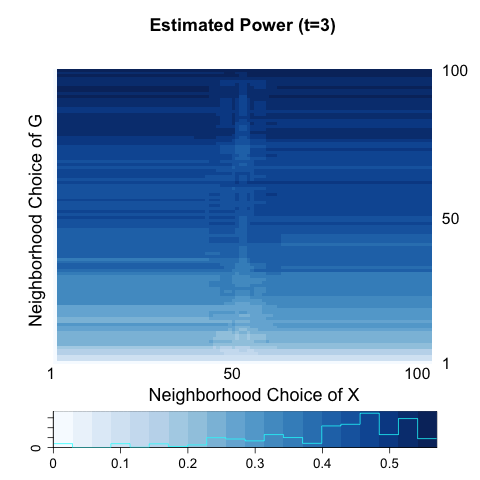 Estimated Power (t=3)
Neighborhood Choice of G
100
50
1
1 50 100
Neighborhood Choice of X
0
0 0.1 0.2 0.3 0.4 0.5